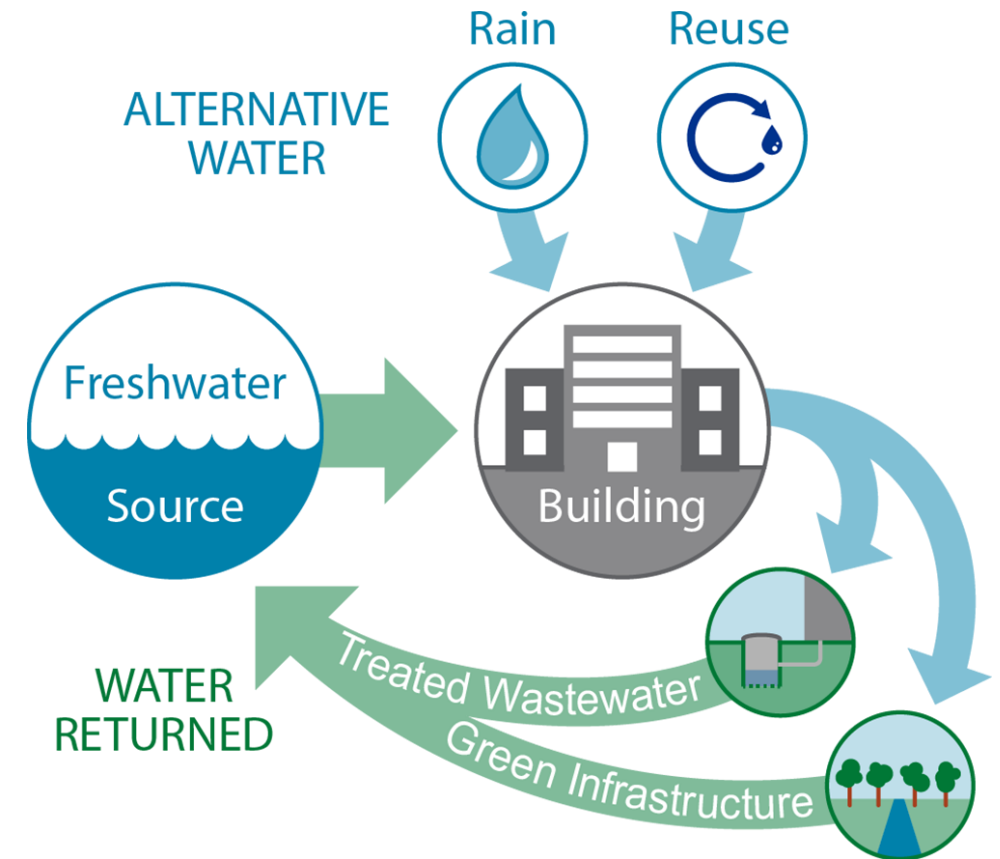 Rain
Reuse
ALTERNATIVE
WATER
Freshwater
Source
Building
Treated Wastewater
Green Infrastructure
WATER
RETURNED